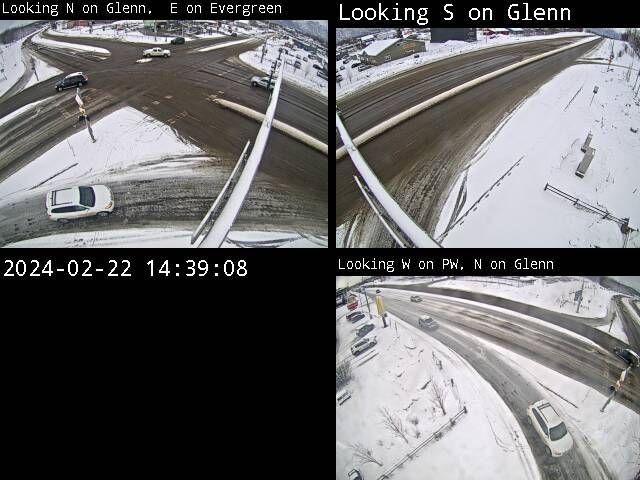 Looking N on Glenn, E on Evergreen
Looking S on Glenn
2024-02-22 14:39:08
Looking W on PW, N on Glenn